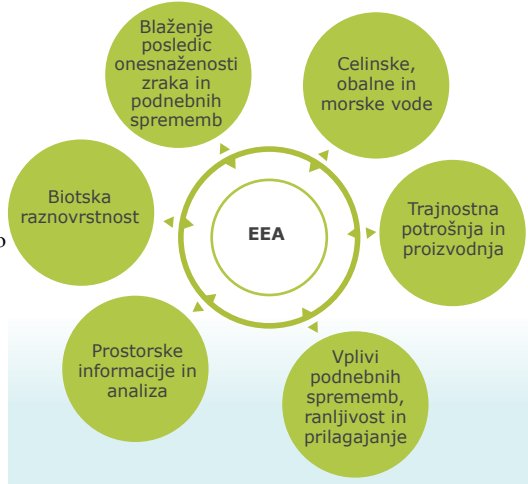 Blaženje
posledic
onesnaženosti
zraka in
podnebnih
sprememb
Celinske,
obalne in
morske vode
Biotska
raznovrstnost
EEA
Trajnostna
potrošnja in
proizvodnja
Prostorske
informacije in
analiza
Vplivi
podnebnih
sprememb,
ranljivost in
prilagajanje